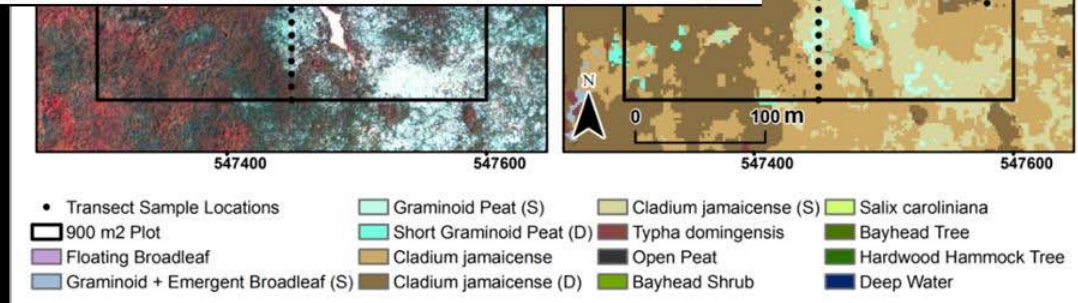 N
0 100 m
547400 547600 547400 547600
Transect Sample Locations Graminoid Peat (S) Cladium jamaicense (S) Salix caroliniana
900 m2 Plot Short Graminoid Peat (D) Typha domingensis Bayhead Tree
Floating Broadleaf Cladium jamaicense Open Peat Hardwood Hammock Tree
Graminoid + Emergent Broadleaf (S) Cladium jamaicense (D) Bayhead Shrub Deep Water